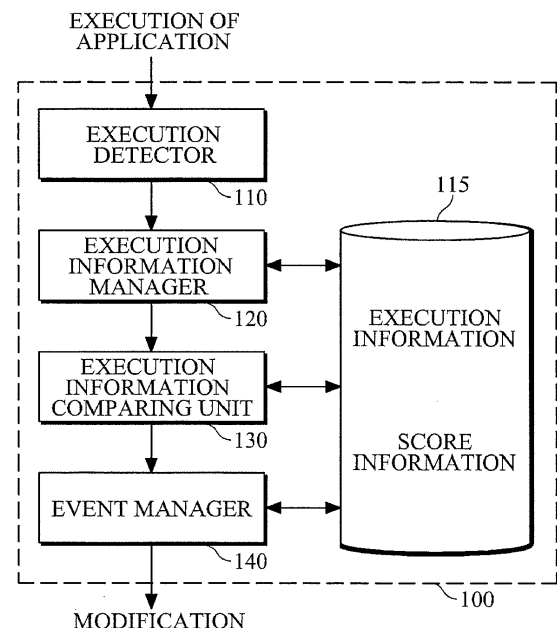 EXECUTION OF
APPLICATION
EXECUTION
DETECTOR
110
115
EXECUTION
INFORMATION
MANAGER
120
EXECUTION
INFORMATION
EXECUTION
INFORMATION
COMPARING UNIT
130
SCORE
INFORMATION
EVENT MANAGER
140
100
MODIFICATION